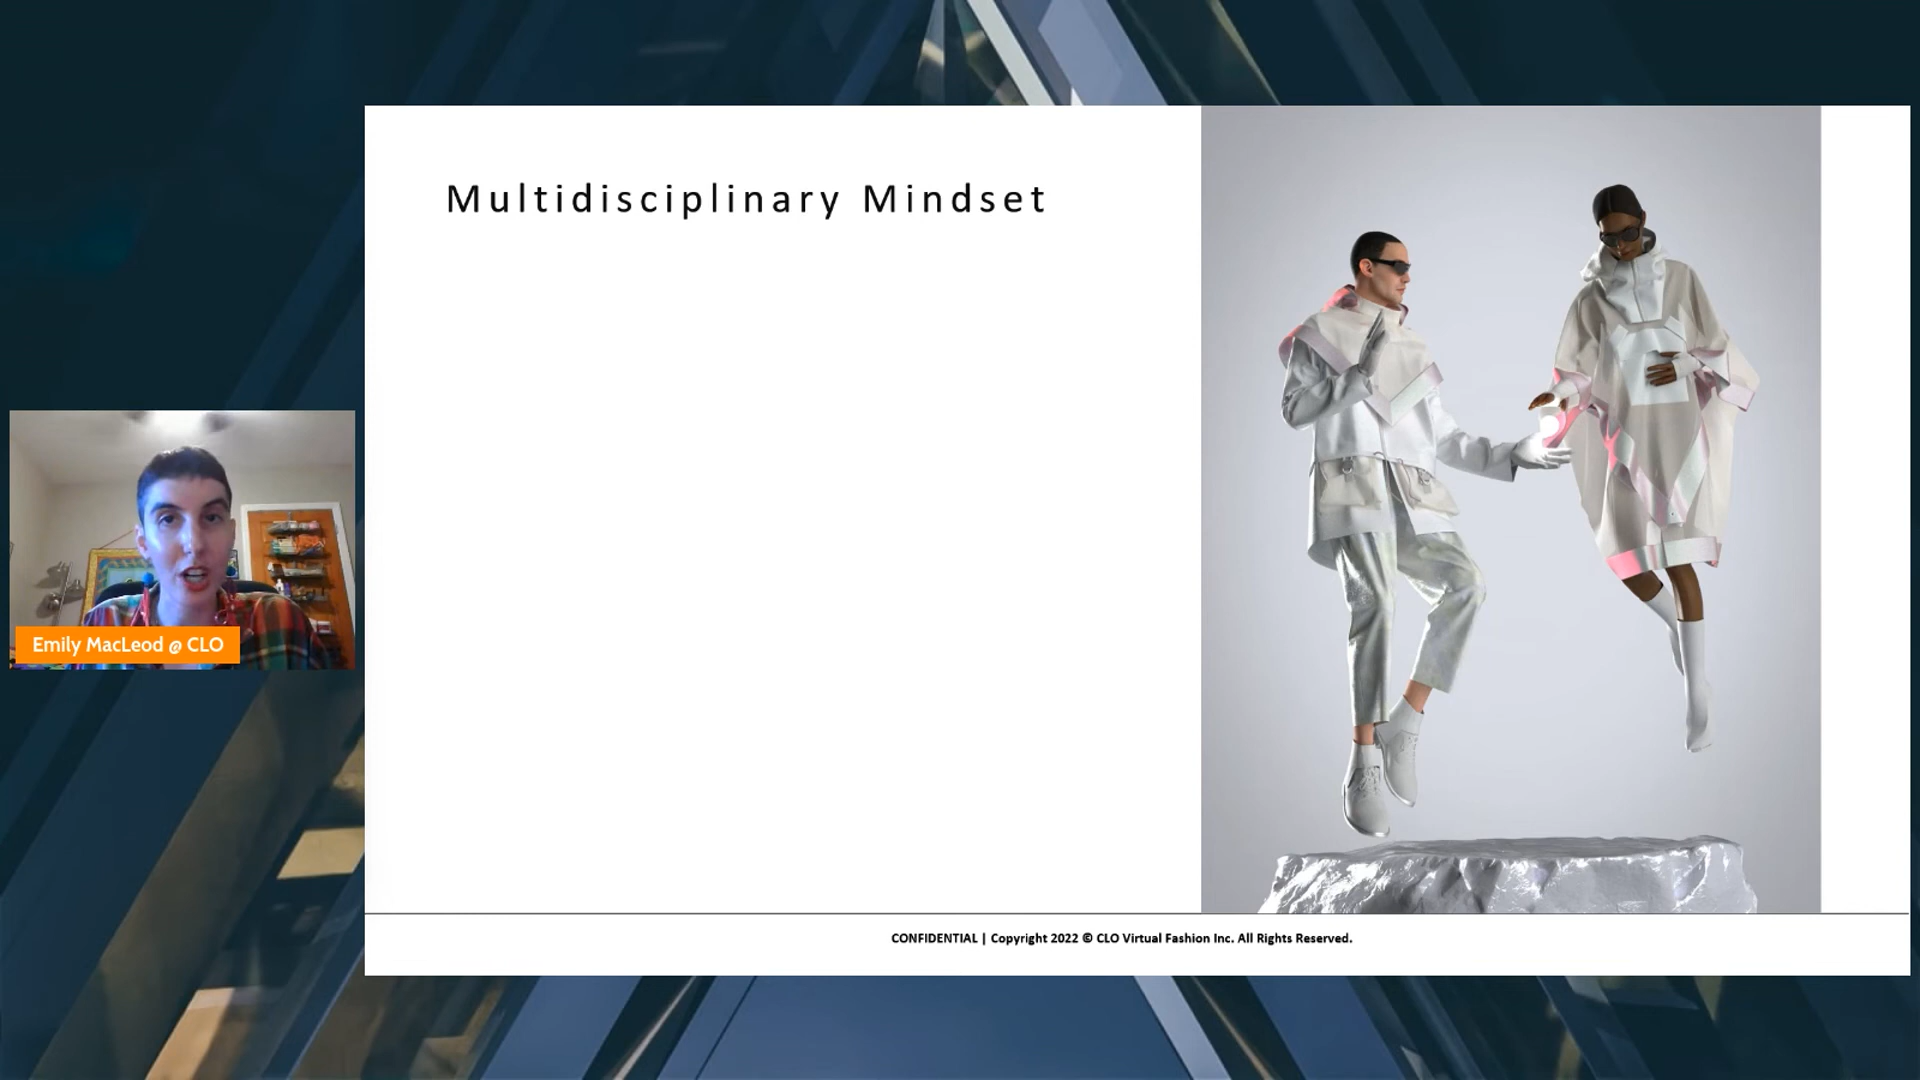 Multidisciplinary Mindset
Emily MacLeod @ CLO
CONFIDENTIAL | Copyright 2022 © CLO Virtual Fashion Inc. All Rights Reserved.